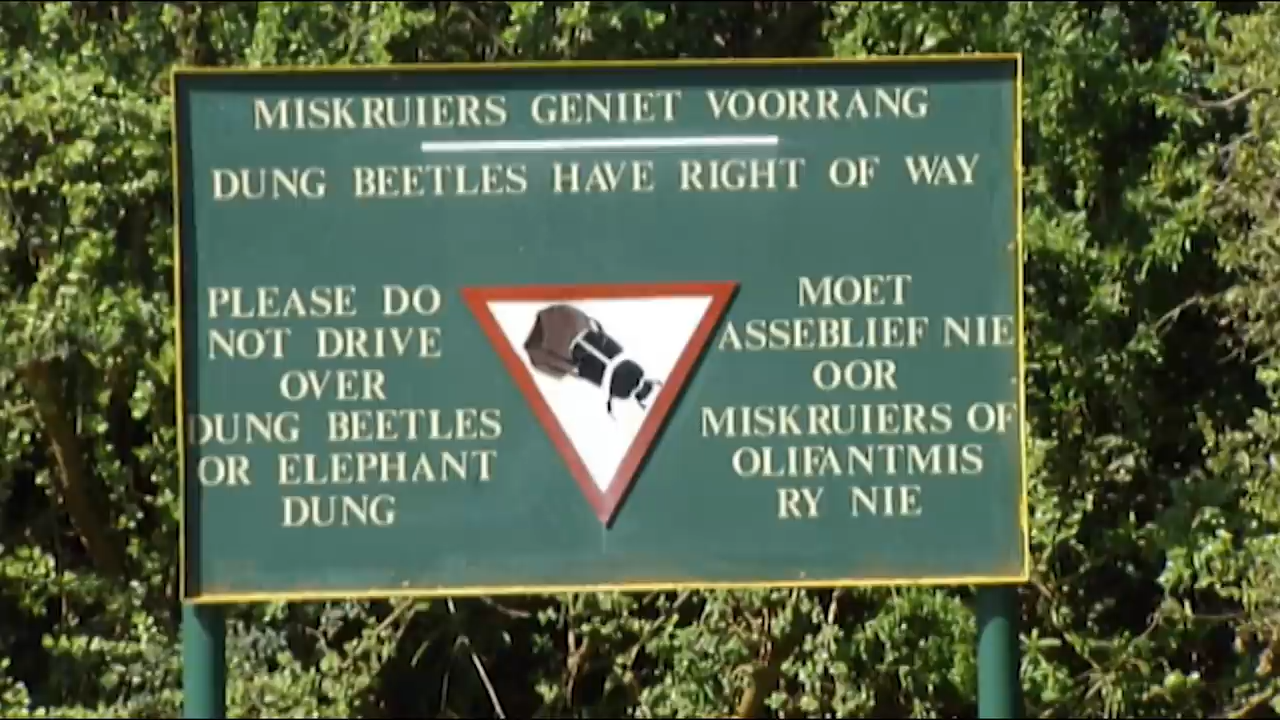 MISKRUIERS GENIET VOORRANG
DUNG BEETLES HAVE RIGHT OF WAY
PLEASE DO
NOT DRIVE
OVER
DUNG BEETLES
OR ELEPHANT
DUNG
MOET
ASSEBLIEF NIE
OOR
MISKRUIERS OF
OLIFANTMIS
RY NIE